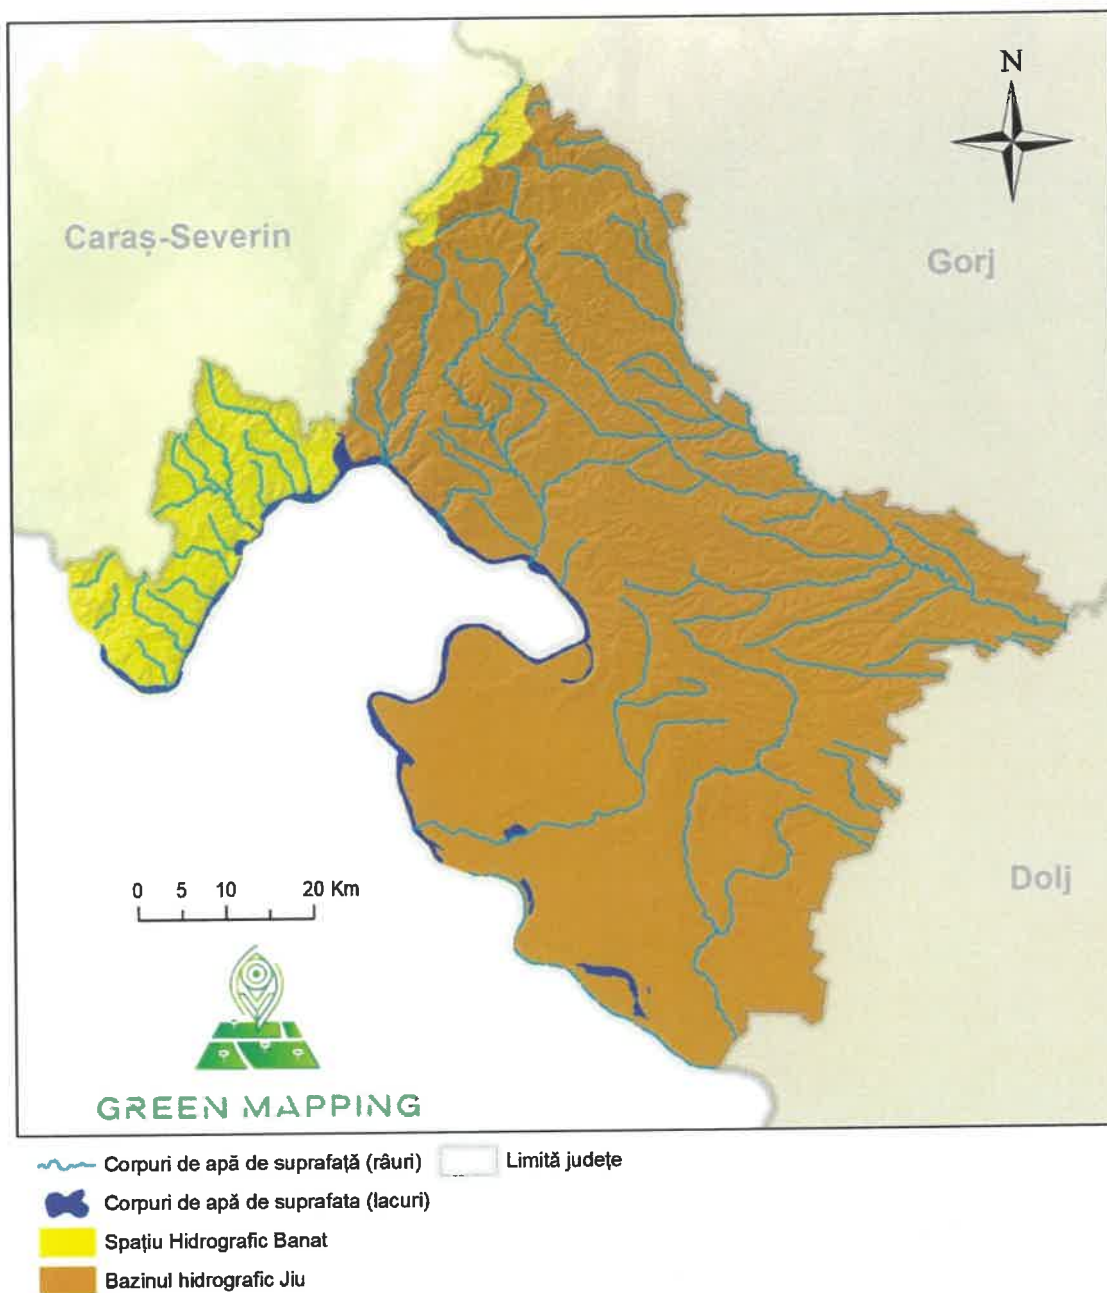 N
Caraș-Severin
Gorj
Dolj
0 5 10 20 Km
GREEN MAPPING
Corpuri de apă de suprafață (râuri)
Limită județe
Corpuri de apă de suprafata (lacuri)
Spațiu Hidrografic Banat
Bazinul hidrografic Jiu